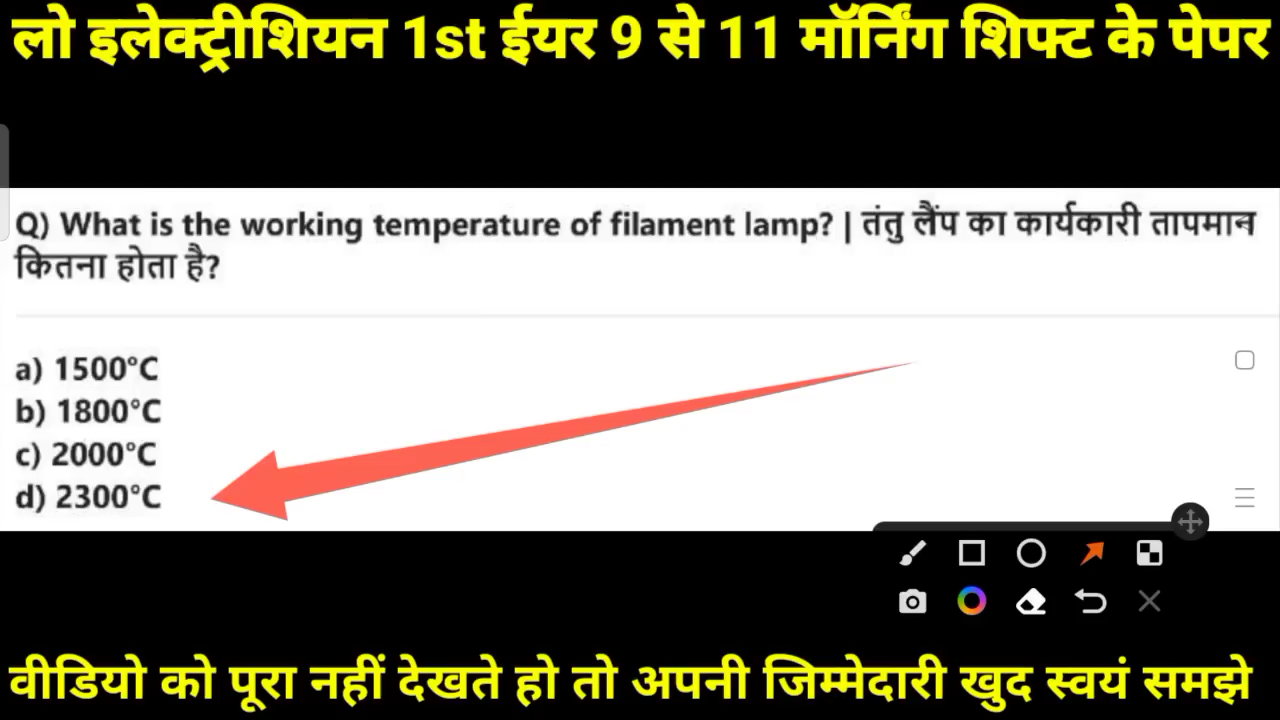 लो इलेक्ट्रीशियन 1st ईयर 9 से 11 मॉर्निंग शिफ्ट के पेपर
Q) What is the working temperature of filament lamp? | तंतु लैंप का कार्यकारी तापमान
कितना होता है?
a) 1500°C
b) 1800°C
c) 2000°C
d) 2300°C
वीडियो को पूरा नहीं देखते हो तो अपनी जिम्मेदारी खुद स्वयं समझे